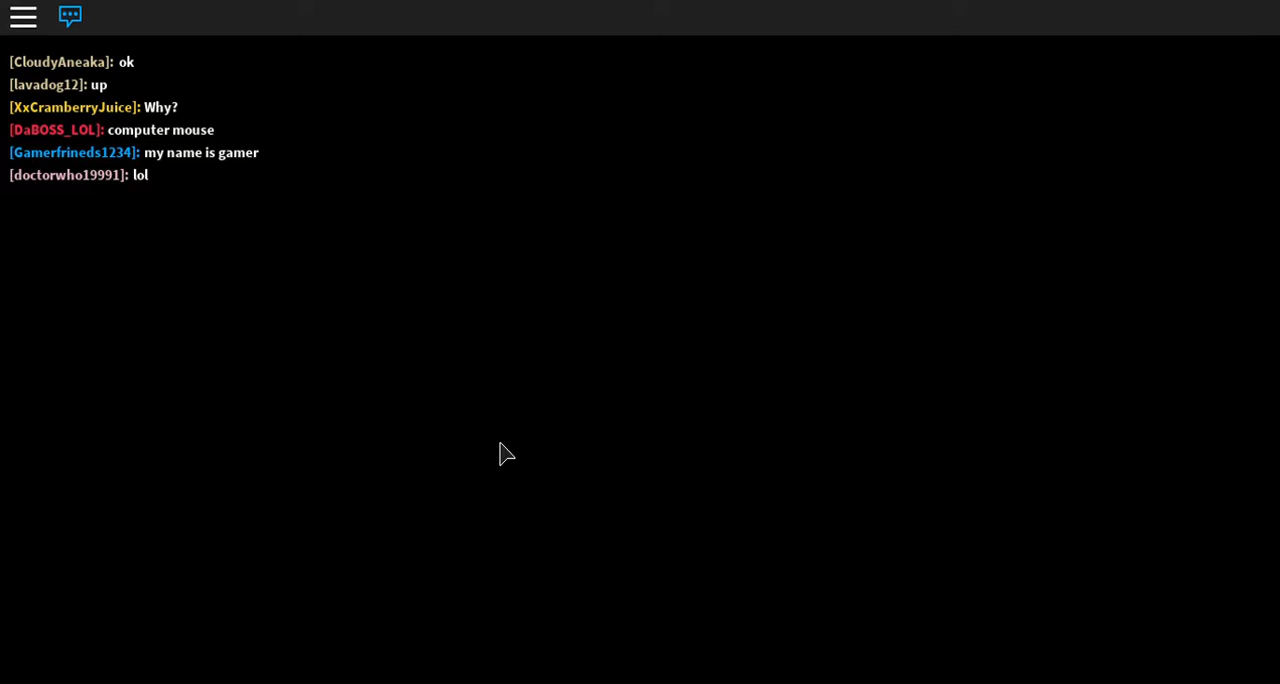 [CloudyAneaka]: ok
[lavadog12]: up
[XxCramberryJuice]: Why?
[DaBOSS_LOL]: computer mouse
[Gamerfrineds1234]: my name is gamer
[doctorwho19991]: lol